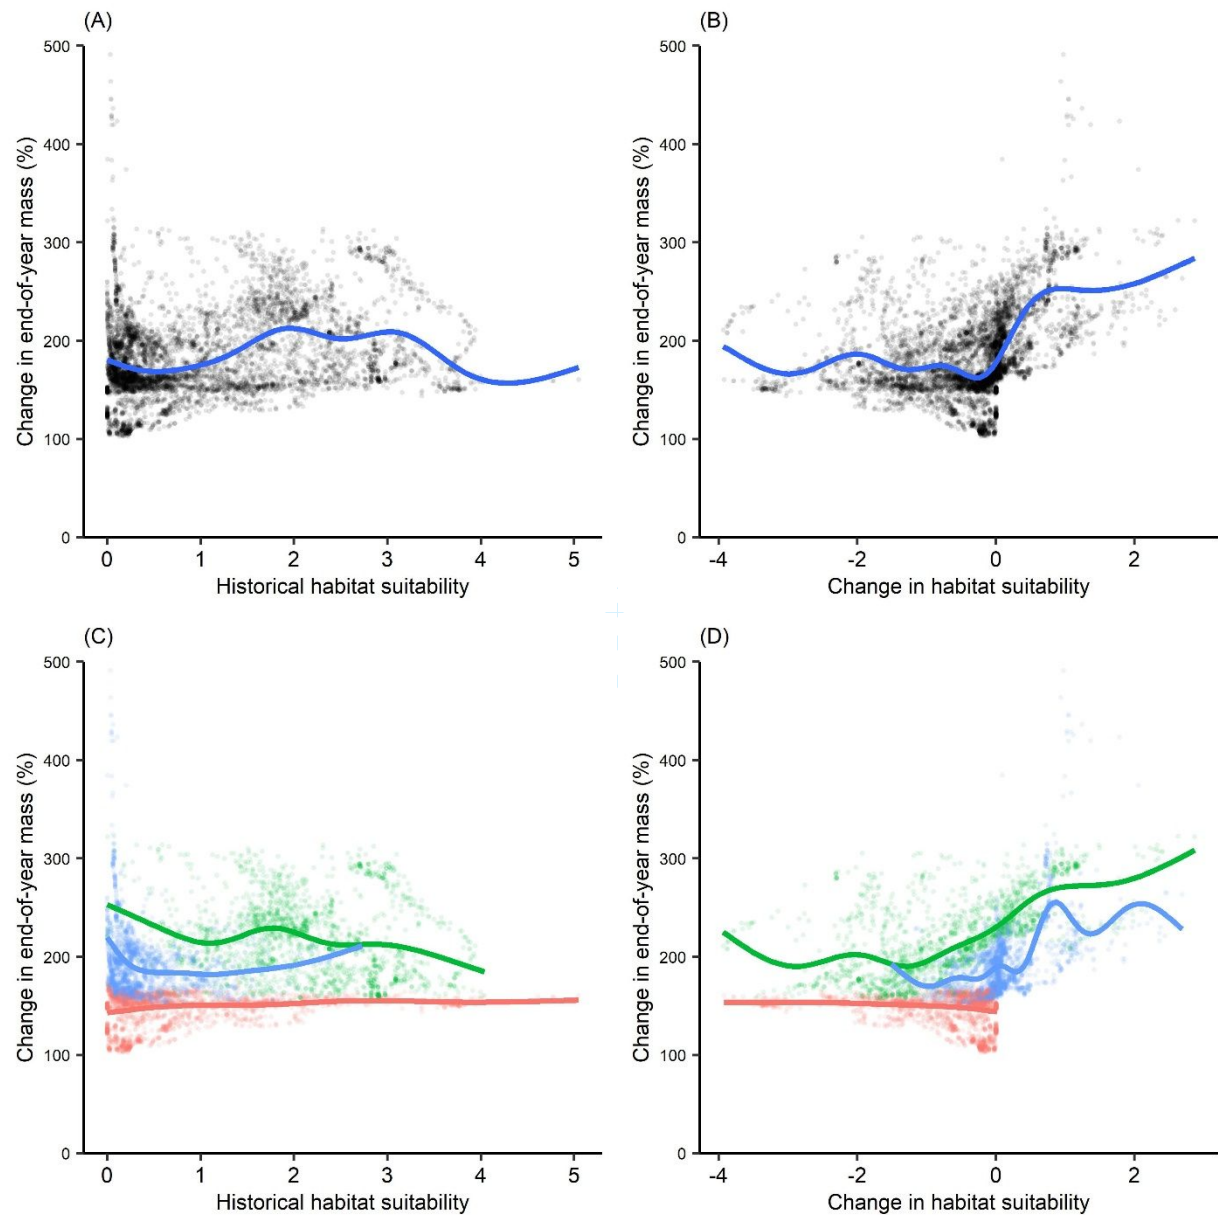 (A)
500
400
300
200
100
0
Change in end-of-year mass (%)
0 1 2 3 4 5
Historical habitat suitability
(B)
500
400
300
200
100
0
Change in end-of-year mass (%)
-4 -2 0 2
Change in habitat suitability
(C)
500
400
300
200
100
0
Change in end-of-year mass (%)
0 1 2 3 4 5
Historical habitat suitability
(D)
500
400
300
200
100
0
Change in end-of-year mass (%)
-4 -2 0 2
Change in habitat suitability